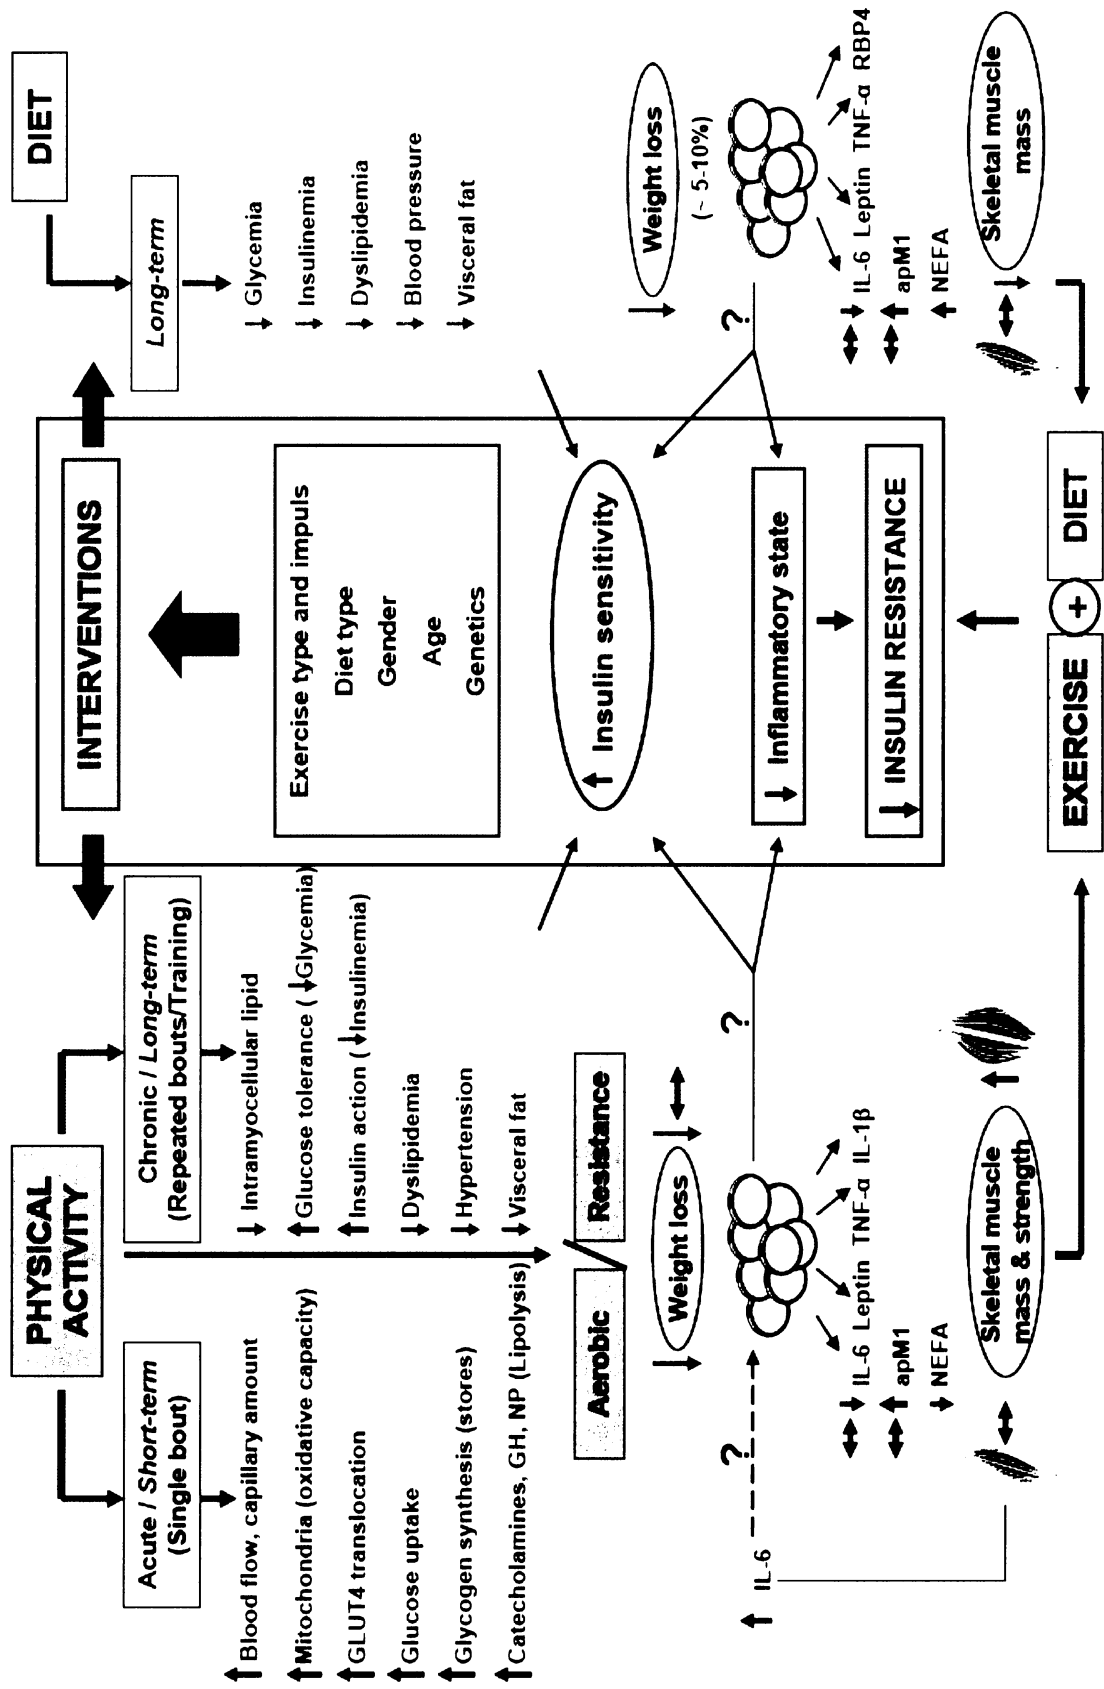 PHYSICAL
ACTIVITY
INTERVENTIONS
DIET
Acute / Short-term
(Single bout)
Chronic / Long-term
(Repeated bouts/Training)
Long-term
↑ Blood flow, capillary amount
↑ Mitochondria (oxidative capacity)
↑ GLUT4 translocation
↑ Glucose uptake
↑ Glycogen synthesis (stores)
↑ Catecholamines, GH, NP (Lipolysis)
↓ Intramyocellular lipid
↑ Glucose tolerance (↓Glycemia)
↑ Insulin action (↓Insulinemia)
↓ Dyslipidemia
↓ Hypertension
↓ Visceral fat
Exercise type and impuls
Diet type
Gender
Age
Genetics
↓ Glycemia
↓ Insulinemia
↓ Dyslipidemia
↓ Blood pressure
↓ Visceral fat
Aerobic / Resistance
↓ Weight loss ↓ ↔
↑ Insulin sensitivity
↓ Weight loss
(~ 5-10%)
↑ IL-6
?
?
?
↓ Inflammatory state
↔ ↓ IL-6 Leptin TNF-α IL-1β
↔ ↑ apM1
↓ NEFA
↓ INSULIN RESISTANCE
↔ ↓ IL-6 Leptin TNF-α RBP4
↔ ↑ apM1
↑ NEFA
↔ Skeletal muscle
mass & strength ↑
↔ ↓ Skeletal muscle
mass
EXERCISE + DIET